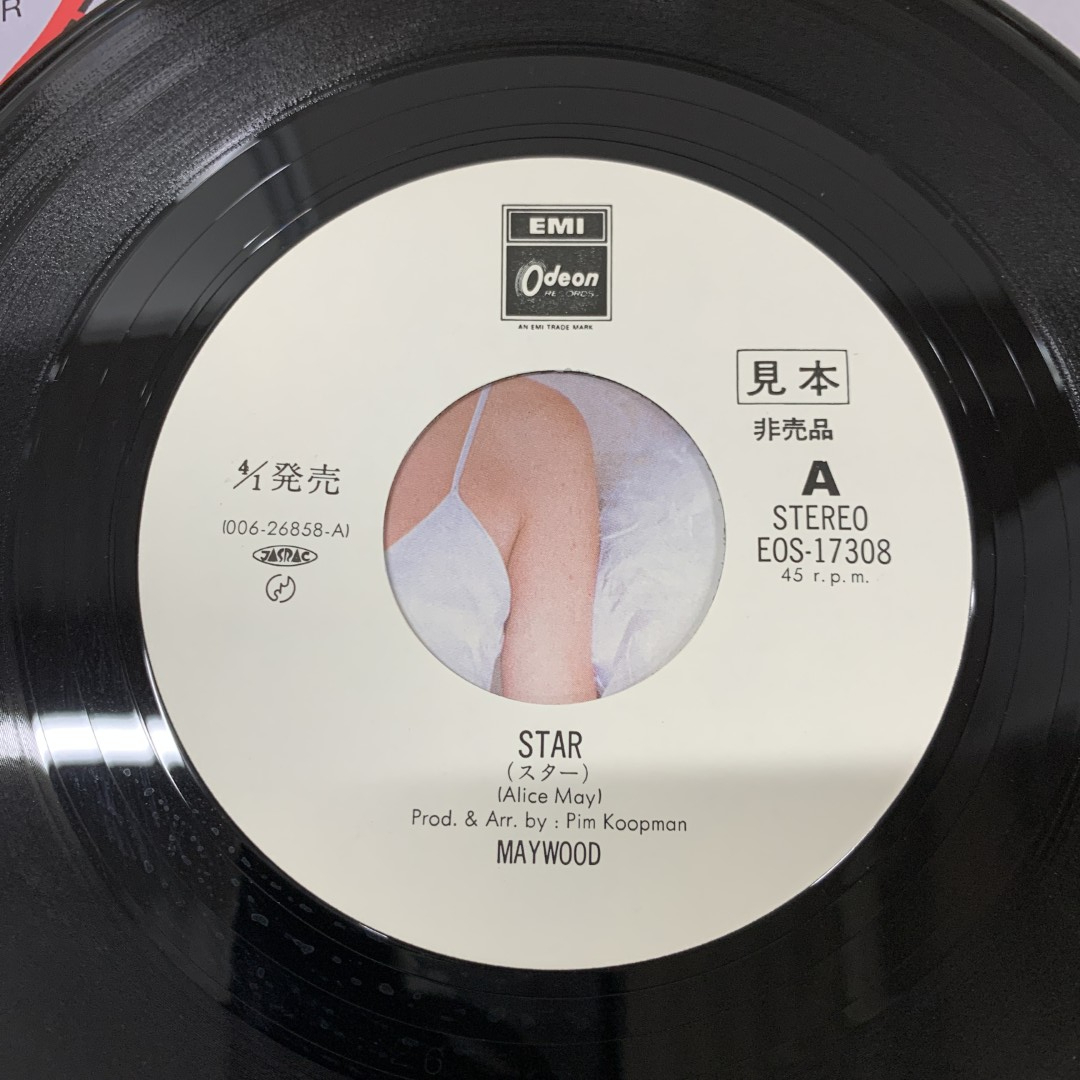 R
EMI
Odeon
RECORDS
AN EMI TRADE MARK
見本
非売品
A
STEREO
EOS-17308
45 r.p.m.
4/1発売
(006-26858-A)
JASRAC
STAR
(スター)
(Alice May)
Prod. & Arr. by : Pim Koopman
MAYWOOD